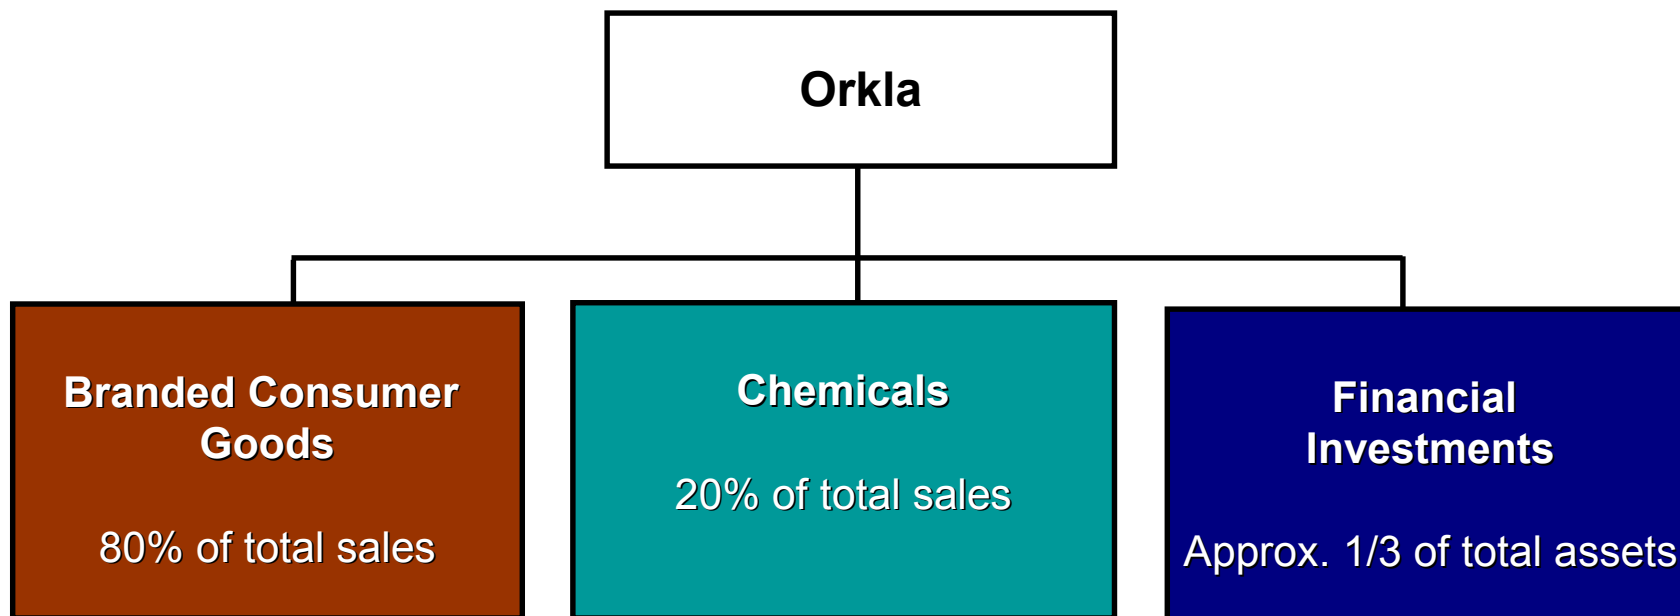 Orkla
Branded Consumer
Goods
80% of total sales
Chemicals
20% of total sales
Financial
Investments
Approx. 1/3 of total assets